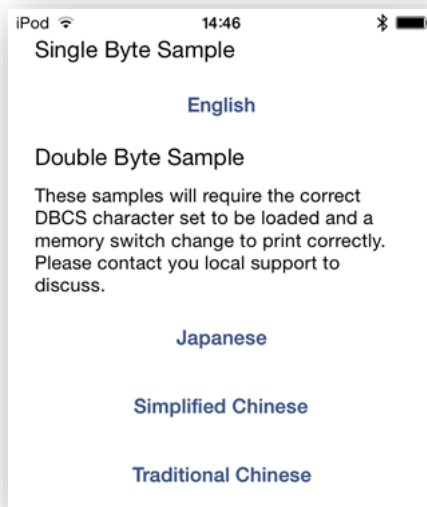 iPod 14:46
Single Byte Sample
English
Double Byte Sample
These samples will require the correct
DBCS character set to be loaded and a
memory switch change to print correctly.
Please contact you local support to
discuss.
Japanese
Simplified Chinese
Traditional Chinese